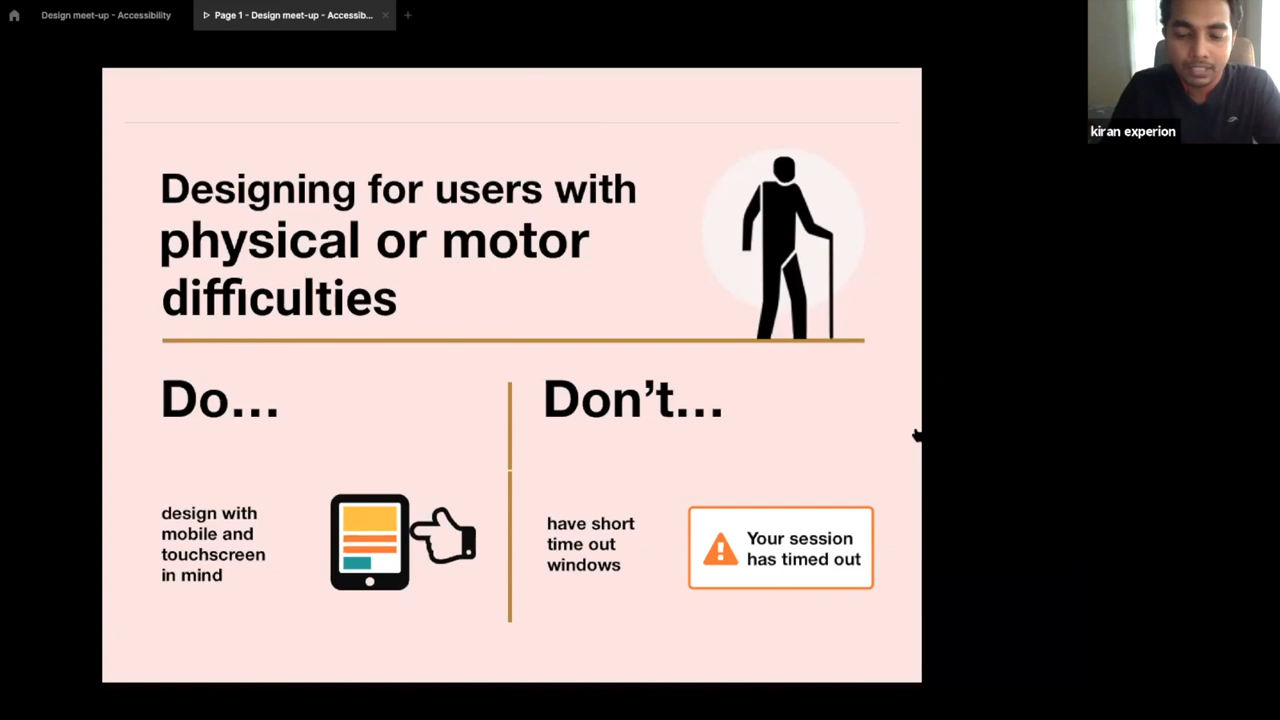 Design meet-up - Accessibility
Page 1 - Design meet-up - Accessib...
kiran experion
Designing for users with
physical or motor
difficulties
Do...
Don't...
design with
mobile and
touchscreen
in mind
have short
time out
windows
Your session
has timed out